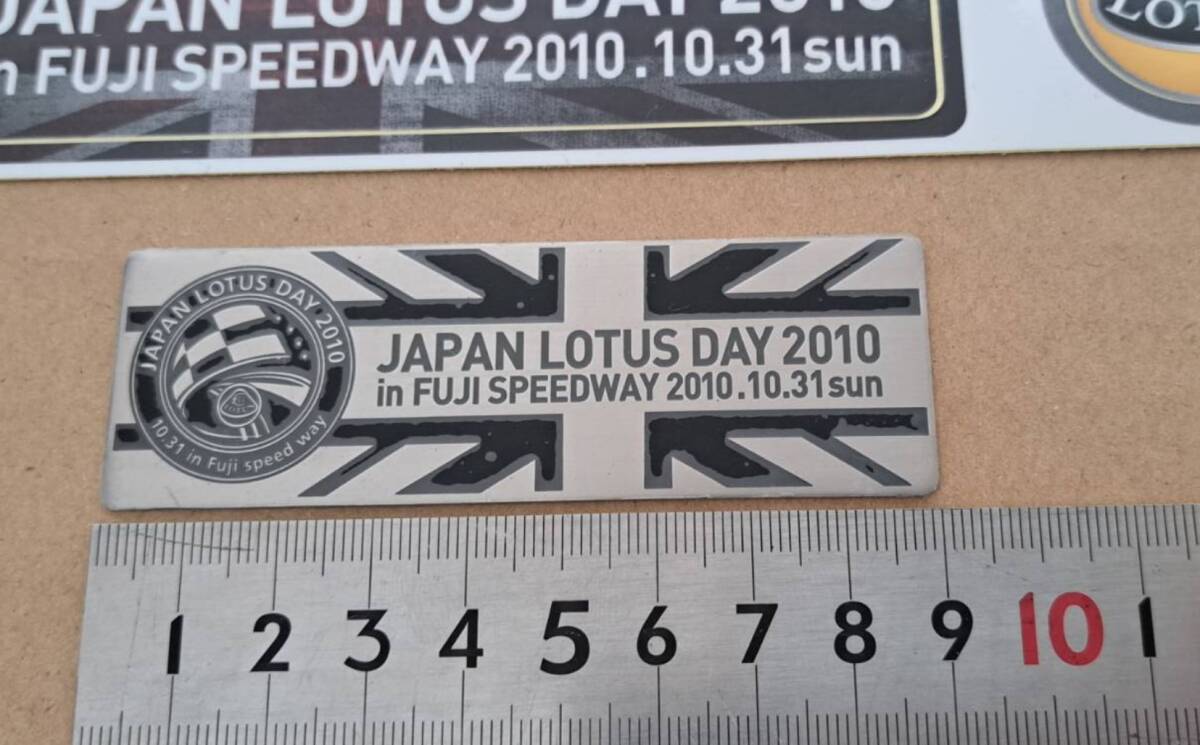 JAPAN LOTUS DAY 2010
in FUJI SPEEDWAY 2010.10.31sun
JAPAN LOTUS DAY 2010
10.31 in Fuji speed way
JAPAN LOTUS DAY 2010
in FUJI SPEEDWAY 2010.10.31sun
1 2 3 4 5 6 7 8 9 10 1